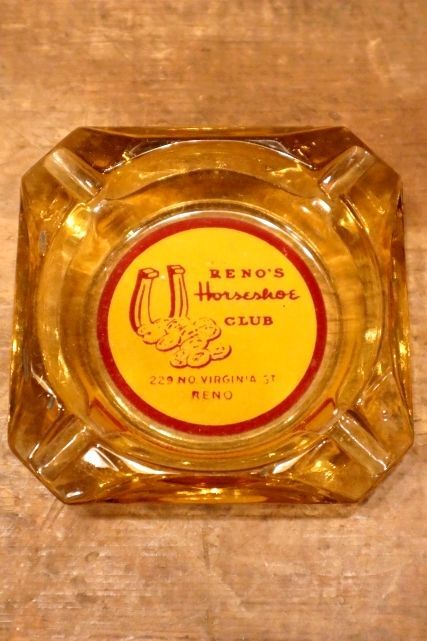 RENO'S
Horseshoe
CLUB
229 NO. VIRGINIA ST.
RENO